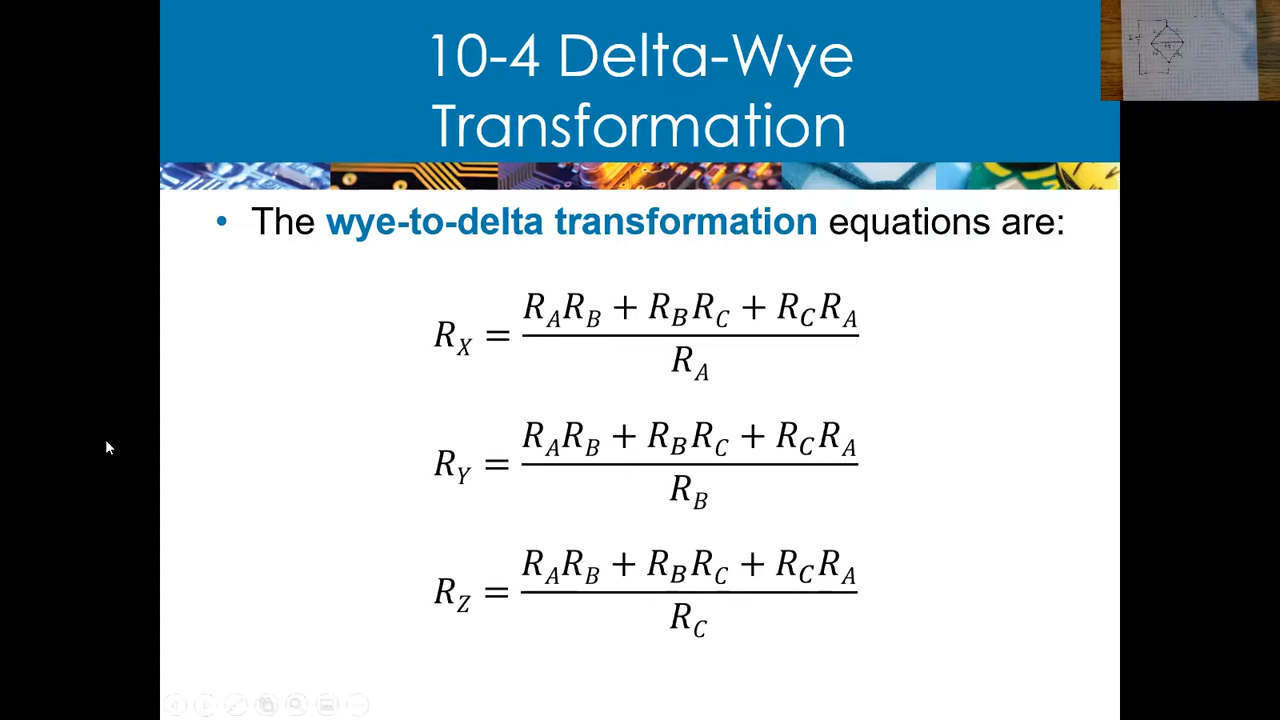 10-4 Delta-Wye
Transformation
• The wye-to-delta transformation equations are:
R_X = (R_A R_B + R_B R_C + R_C R_A) / R_A
R_Y = (R_A R_B + R_B R_C + R_C R_A) / R_B
R_Z = (R_A R_B + R_B R_C + R_C R_A) / R_C